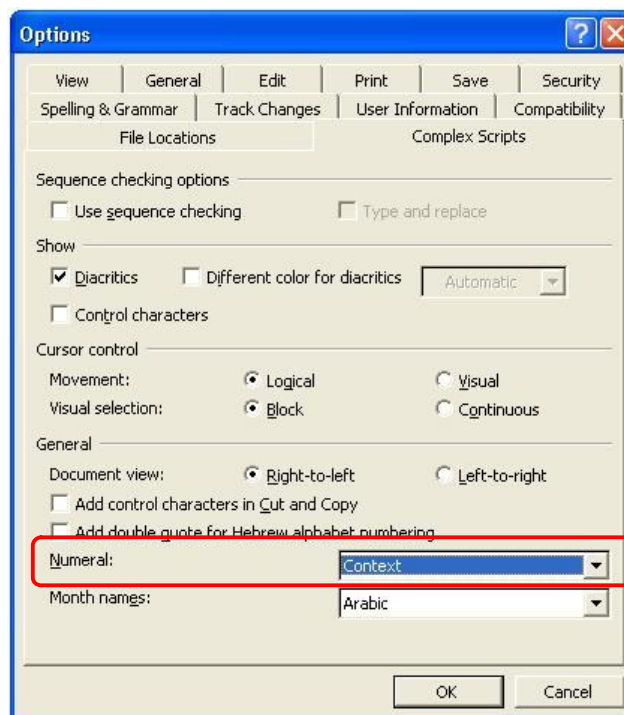 Options
View General Edit Print Save Security
Spelling & Grammar Track Changes User Information Compatibility
File Locations Complex Scripts
Sequence checking options
Use sequence checking Type and replace
Show
Diacritics Different color for diacritics Automatic
Control characters
Cursor control
Movement: Logical Visual
Visual selection: Block Continuous
General
Document view: Right-to-left Left-to-right
Add control characters in Cut and Copy
Add double quote for Hebrew alphabet numbering
Numeral: Context
Month names: Arabic
OK Cancel